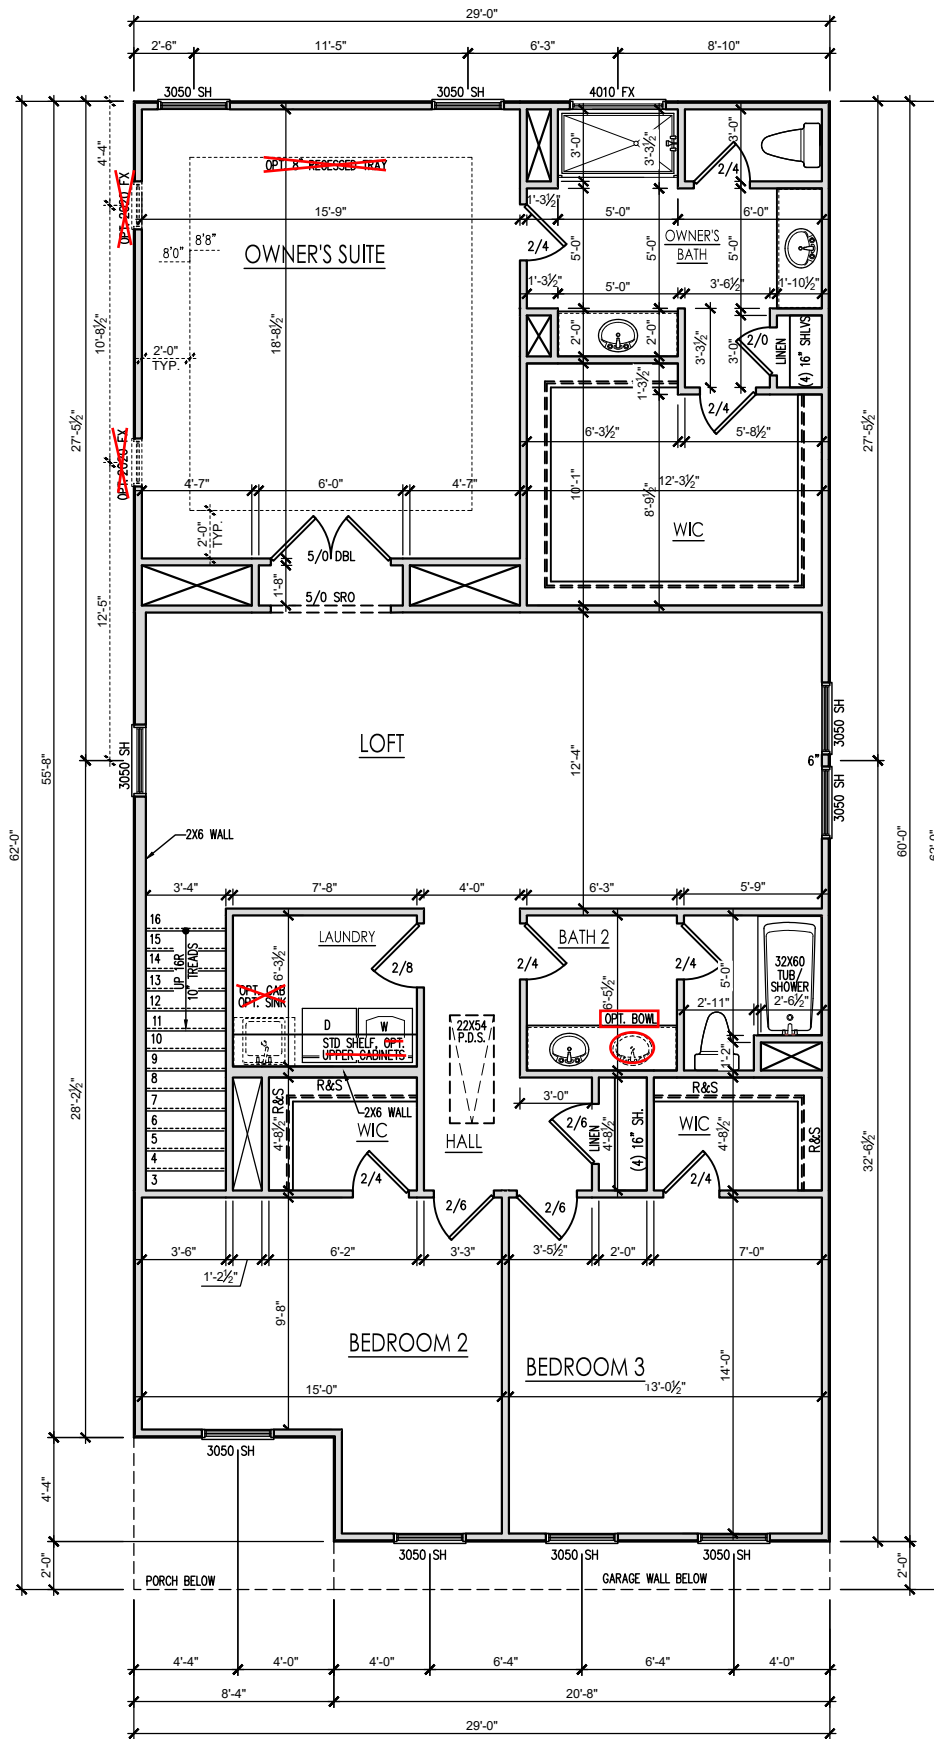 29'-0"
2'-6"
11'-5"
6'-3"
8'-10"
3050 SH
3050 SH
4010 FX
4'-4"
OPT. 8" RECESSED TRAY
3'-0"
3'-3½"
3'-0"
2/4
OPT 2020 FX
15'-9"
1'-3½"
5'-0"
6'-0"
8'0"
8'8"
OWNER'S SUITE
2/4
5'-0"
5'-0"
OWNER'S
BATH
5'-0"
1'-3½"
5'-0"
3'-6½"
1'-10½"
10'-8½"
18'-8½"
2'-0"
TYP.
2'-0"
2'-0"
3'-3½"
3'-0"
2/0
LINEN
(4) 16" SHLVS
1'-3½"
2/4
27'-5½"
27'-5½"
OPT 2020 FX
6'-3½"
5'-8½"
4'-7"
6'-0"
4'-7"
10'-1"
8'-9½"
12'-3½"
WIC
2'-0"
TYP.
5/0 DBL
1'-8"
5/0 SRO
12'-5"
LOFT
3050 SH
12'-4"
6"
3050 SH
3050 SH
55'-8"
62'-0"
60'-0"
62'-0"
2X6 WALL
3'-4"
7'-8"
4'-0"
6'-3"
5'-9"
16
15
14
13
12
11
10
9
8
7
6
5
4
3
UP 16R
10" TREADS
LAUNDRY
6'-3½"
2/8
OPT. CAB
OPT. SINK
D
W
STD SHELF, OPT.
UPPER CABINETS
BATH 2
2/4
6'-5½"
2/4
5'-0"
OPT. BOWL
32X60
TUB/
SHOWER
2'-11"
2'-6½"
1'-2"
22X54
P.D.S.
R&S
R&S
4'-8½"
2X6 WALL
WIC
2/4
HALL
3'-0"
2/6
LINEN
4'-8½"
(4) 16" SH.
R&S
WIC
4'-8½"
R&S
2/4
2/6
2/6
28'-2½"
32'-6½"
3'-6"
1'-2½"
6'-2"
3'-3"
3'-5½"
2'-0"
7'-0"
9'-8"
BEDROOM 2
BEDROOM 3
14'-0"
15'-0"
13'-0½"
3050 SH
4'-4"
2'-0"
3050 SH
3050 SH
3050 SH
2'-0"
PORCH BELOW
GARAGE WALL BELOW
4'-4"
4'-0"
4'-0"
6'-4"
6'-4"
4'-0"
8'-4"
20'-8"
29'-0"